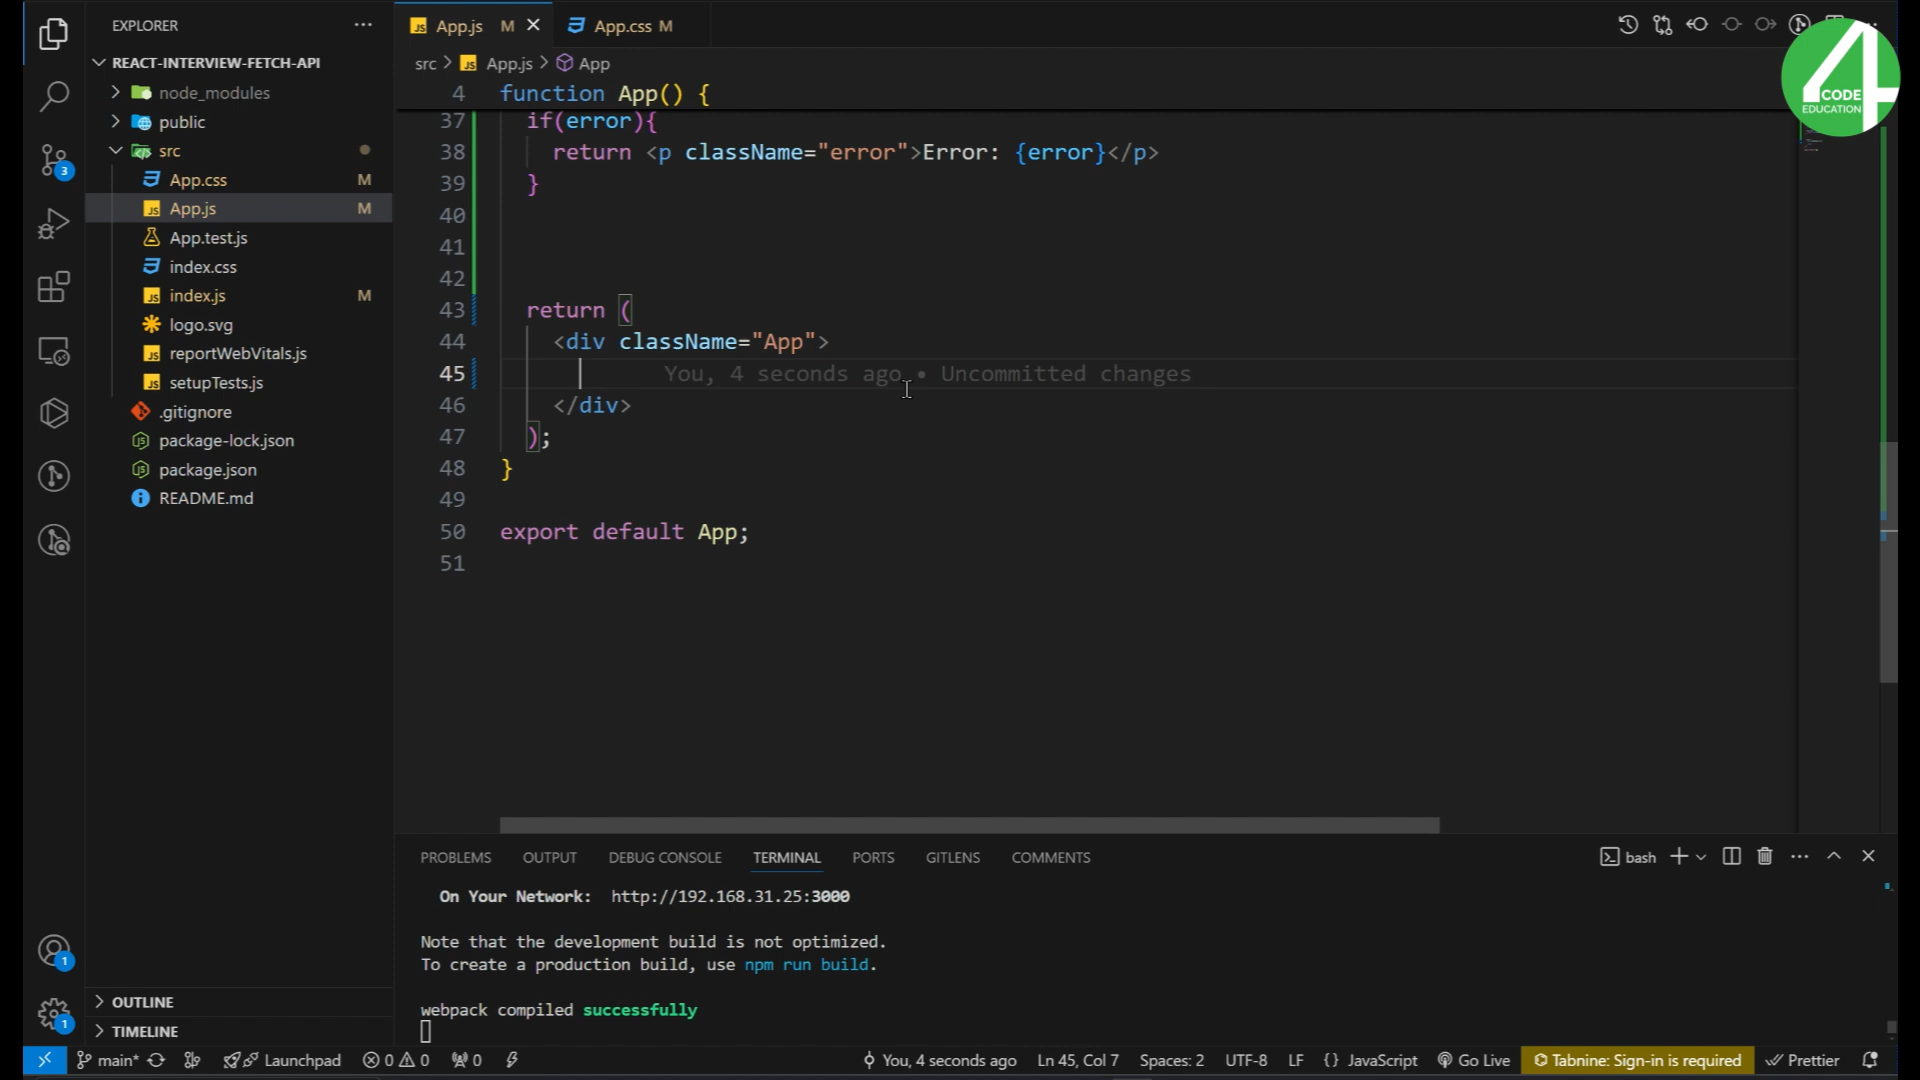 EXPLORER
REACT-INTERVIEW-FETCH-API
node_modules
public
src
App.css M
App.js M
App.test.js
index.css
index.js M
logo.svg
reportWebVitals.js
setupTests.js
.gitignore
package-lock.json
package.json
README.md
OUTLINE
TIMELINE
3
1
1
App.js M
App.css M
src > App.js > App
4 function App() {
37 if(error){
38 return <p className="error">Error: {error}</p>
39 }
40
41
42
43 return (
44 <div className="App">
45 You, 4 seconds ago • Uncommitted changes
46 </div>
47 );
48 }
49
50 export default App;
51
4
CODE
EDUCATION
PROBLEMS OUTPUT DEBUG CONSOLE TERMINAL PORTS GITLENS COMMENTS
bash
On Your Network: http://192.168.31.25:3000
Note that the development build is not optimized.
To create a production build, use npm run build.
webpack compiled successfully
main* Launchpad 0 0 0 You, 4 seconds ago Ln 45, Col 7 Spaces: 2 UTF-8 LF {} JavaScript Go Live Tabnine: Sign-in is required Prettier